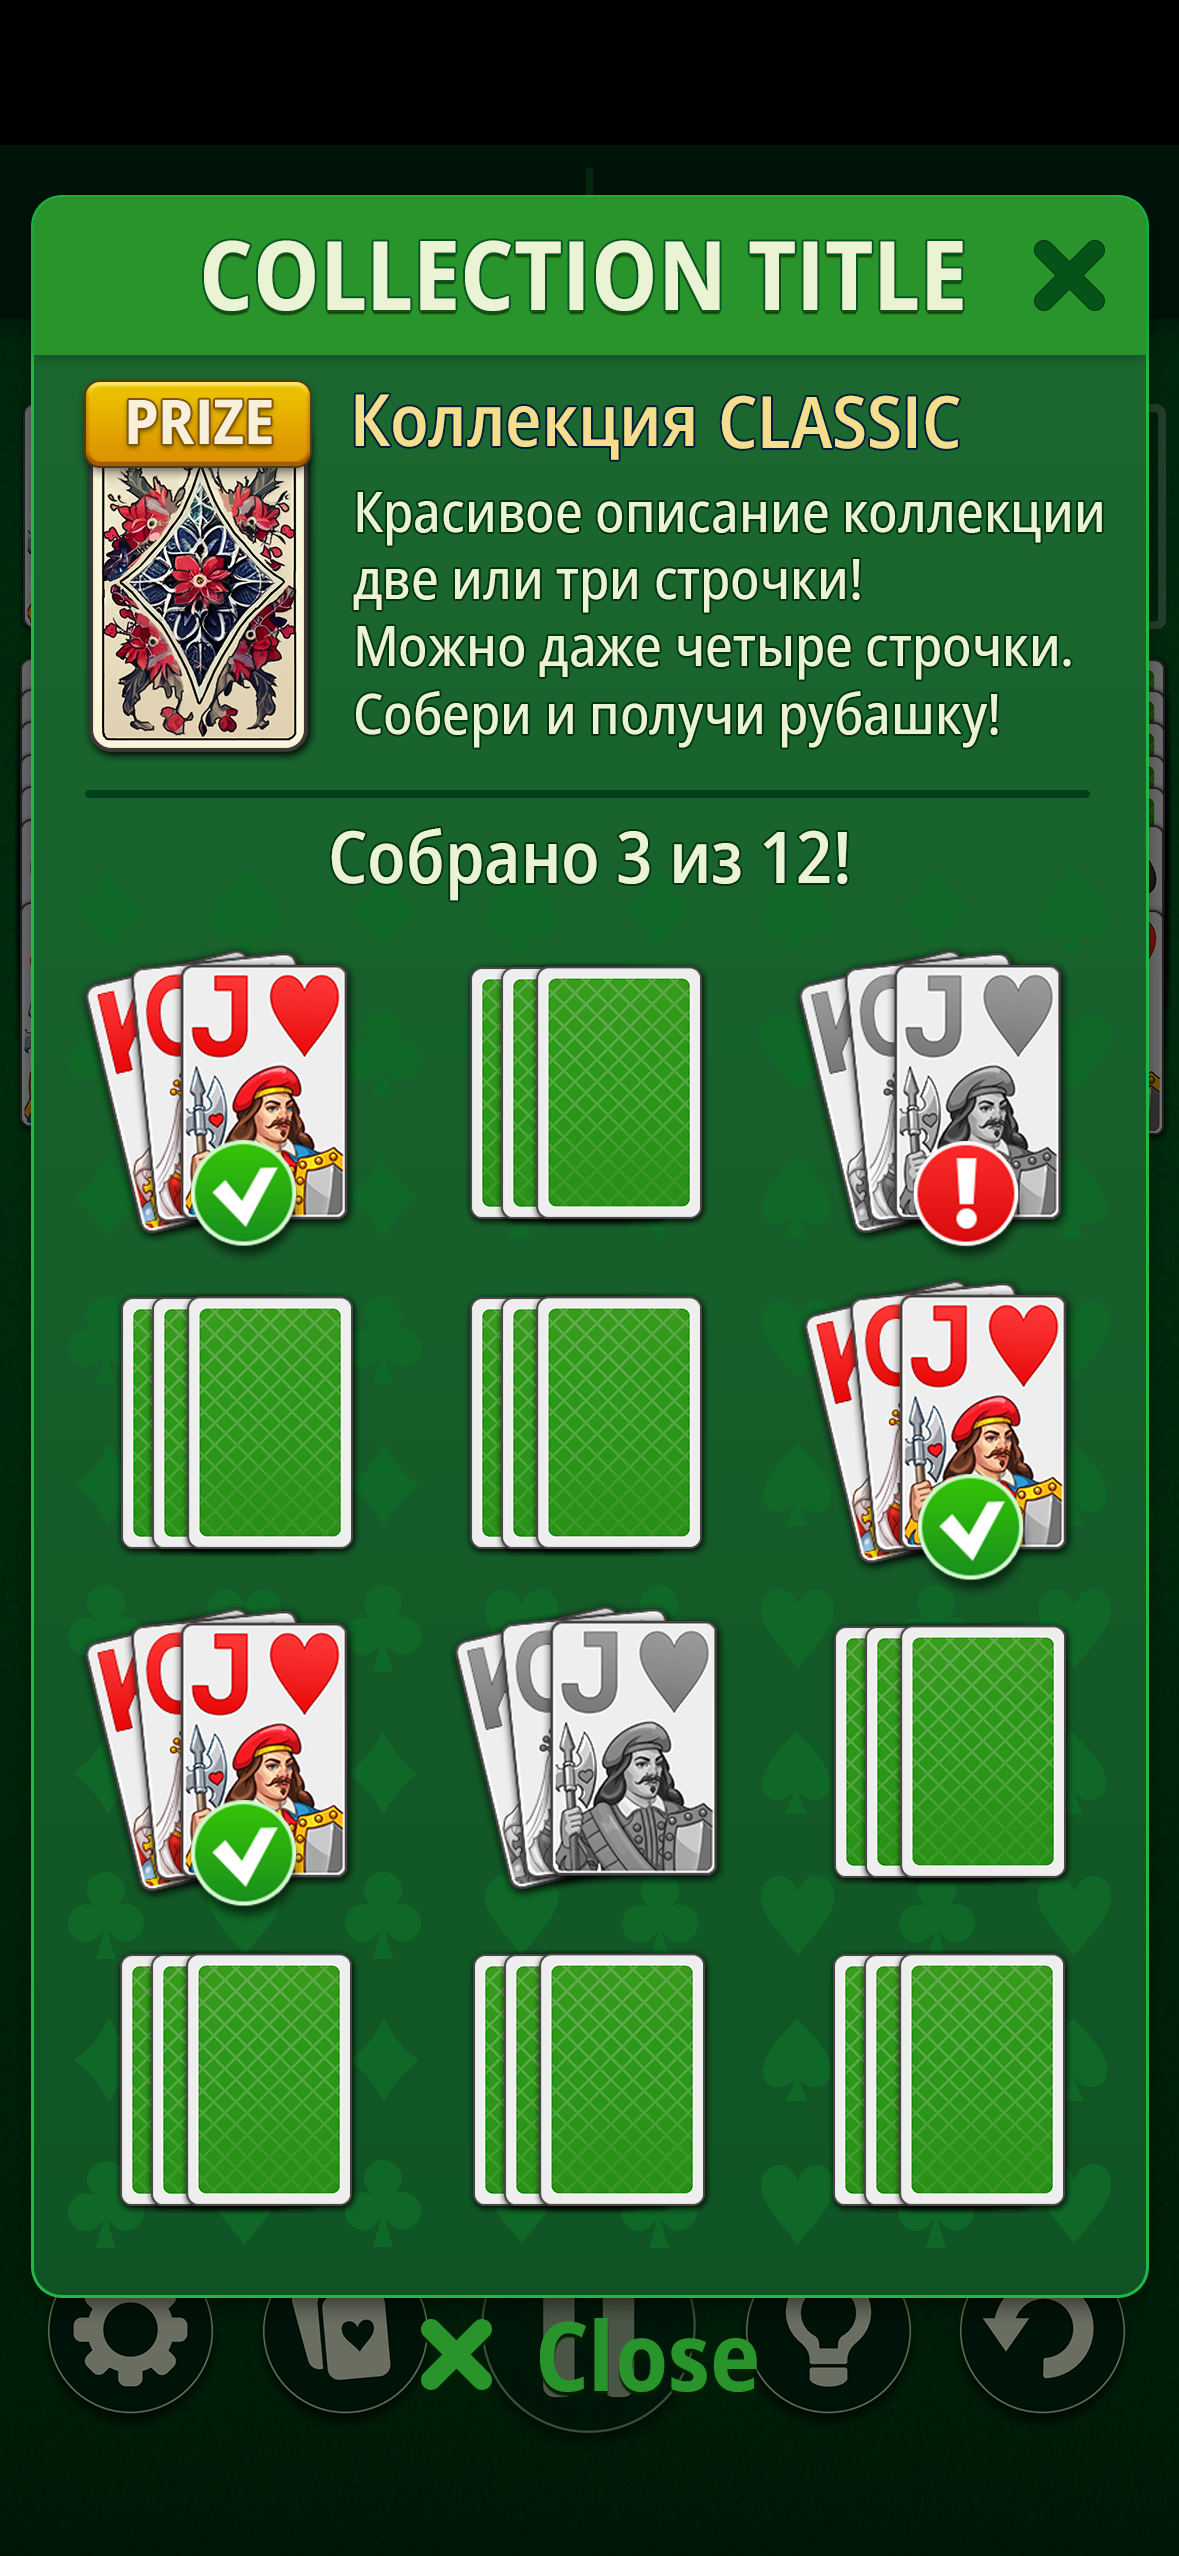 COLLECTION TITLE
PRIZE
Коллекция CLASSIC
Красивое описание коллекции
две или три строчки!
Можно даже четыре строчки.
Собери и получи рубашку!
Собрано 3 из 12!
J
J
J
J
J
Close